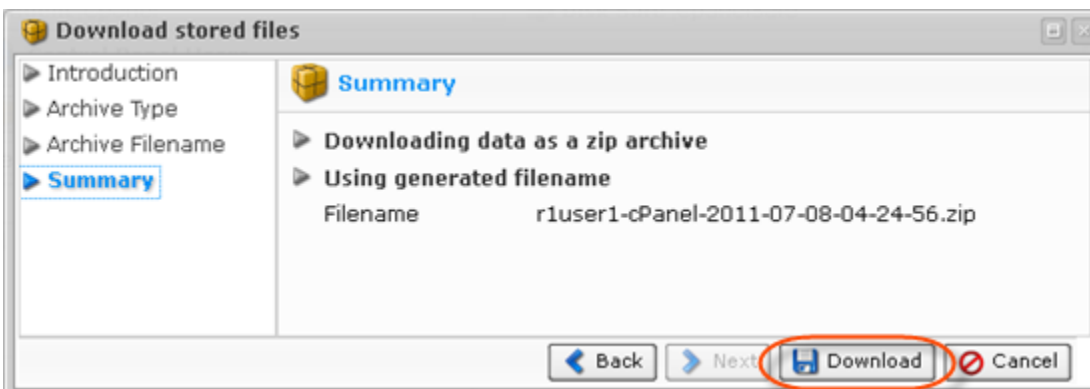 Download stored files
Introduction
Archive Type
Archive Filename
Summary
Summary
Downloading data as a zip archive
Using generated filename
Filename r1user1-cPanel-2011-07-08-04-24-56.zip
Back Next Download Cancel